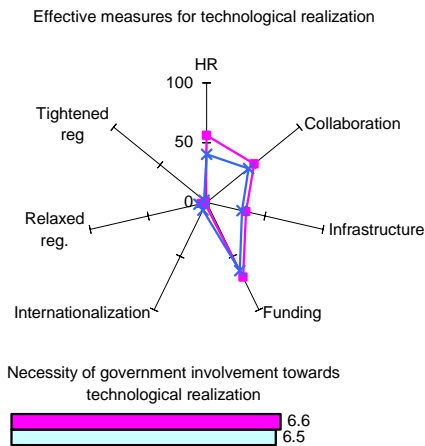 Effective measures for technological realization
HR
100
Tightened
reg
Collaboration
50
0
Relaxed
reg.
Infrastructure
Internationalization
Funding
Necessity of government involvement towards
technological realization
6.6
6.5